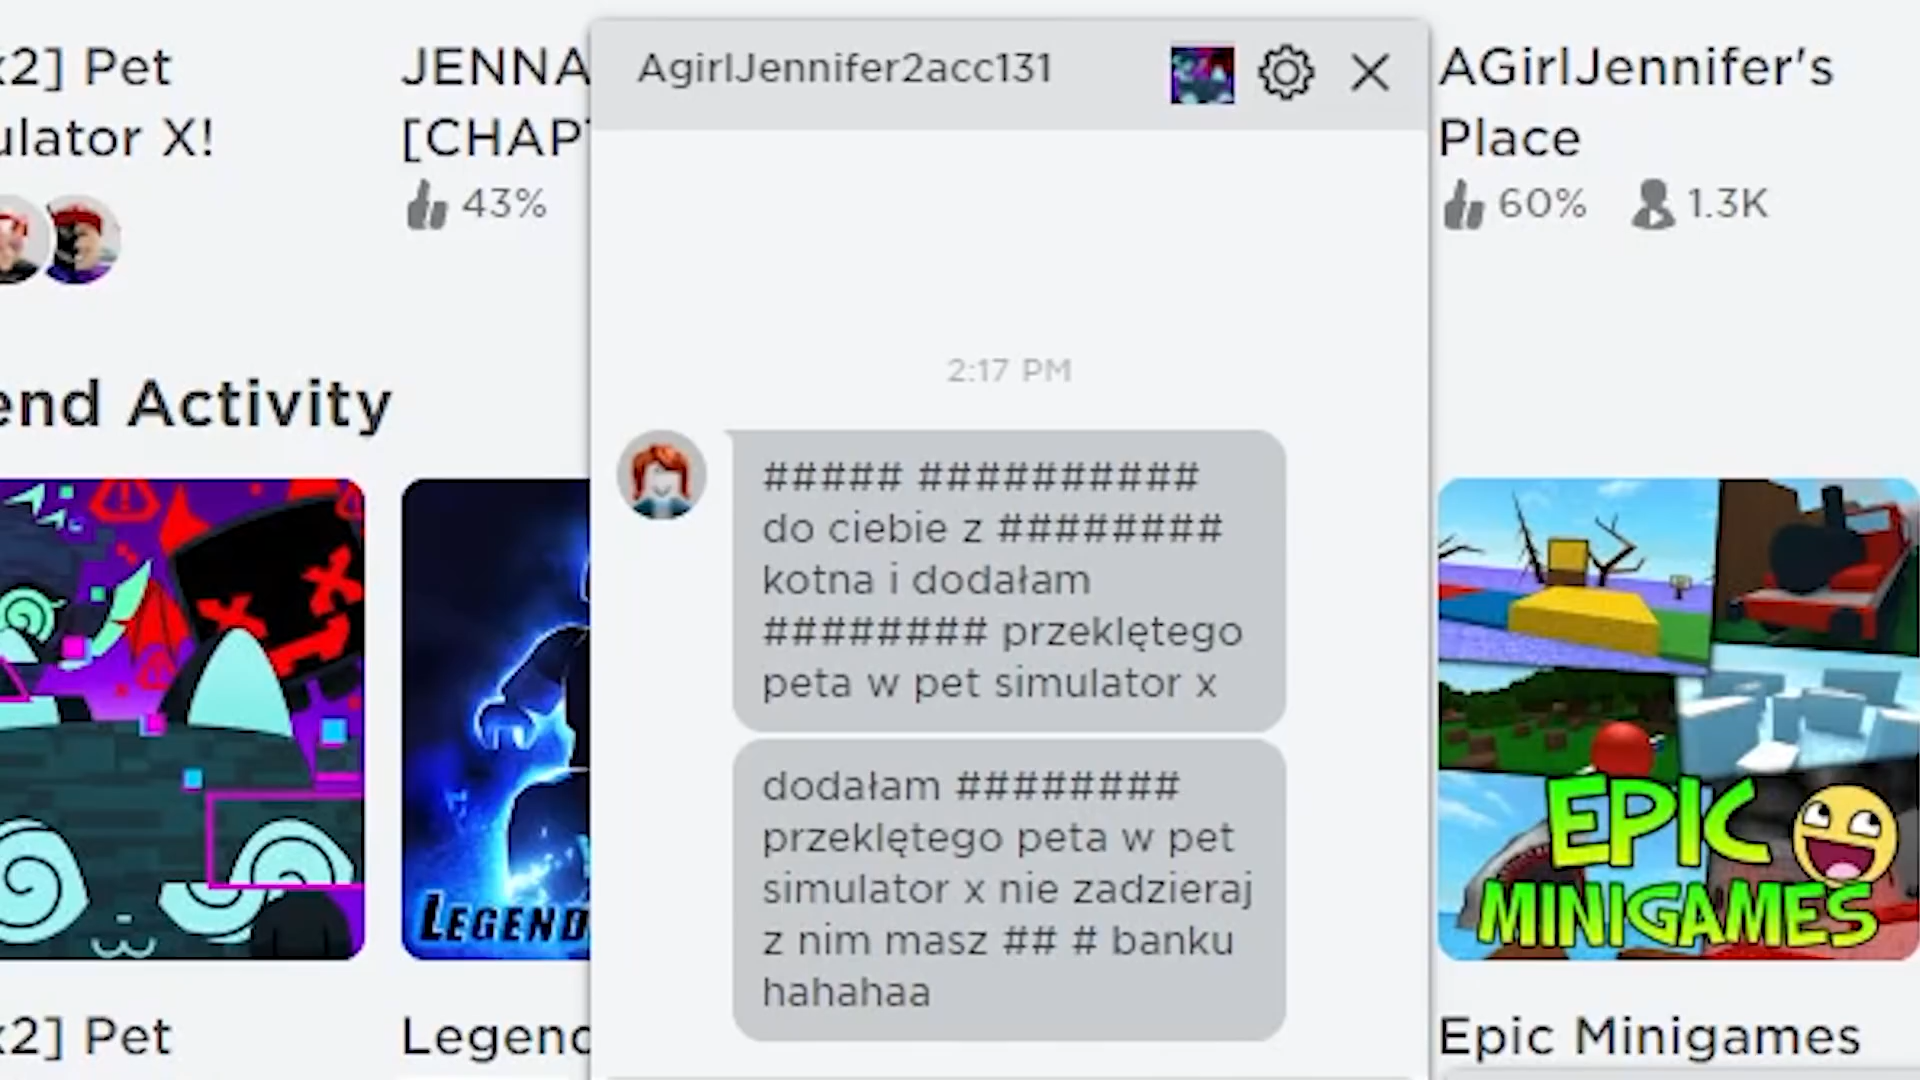 x2] Pet
ulator X!
JENNA
[CHAP
43%
AgirlJennifer2acc131
AGirlJennifer's
Place
60% 1.3K
2:17 PM
end Activity
##### ##########
do ciebie z ########
kotna i dodałam
######## przeklętego
peta w pet simulator x
dodałam ########
przeklętego peta w pet
simulator x nie zadzieraj
z nim masz ## # banku
hahahaa
LEGEND
EPIC
MINIGAMES
x2] Pet
Legend
Epic Minigames